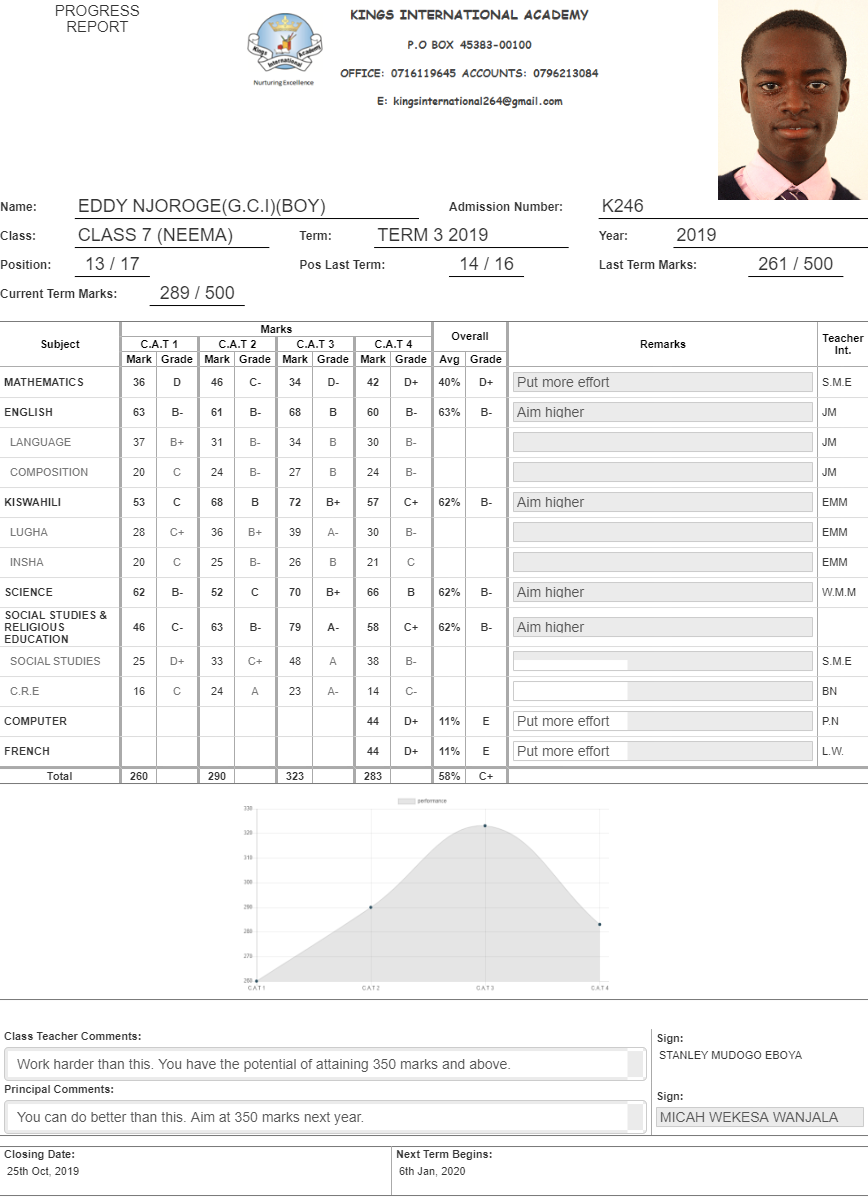 PROGRESS
REPORT
Kings International Academy
Nurturing Excellence
KINGS INTERNATIONAL ACADEMY
P.O BOX 45383-00100
OFFICE: 0716119645 ACCOUNTS: 0796213084
E: kingsinternational264@gmail.com
Name: EDDY NJOROGE(G.C.I)(BOY) Admission Number: K246
Class: CLASS 7 (NEEMA) Term: TERM 3 2019 Year: 2019
Position: 13 / 17 Pos Last Term: 14 / 16 Last Term Marks: 261 / 500
Current Term Marks: 289 / 500
Subject Marks Overall Remarks Teacher Int.
C.A.T 1 C.A.T 2 C.A.T 3 C.A.T 4
Mark Grade Mark Grade Mark Grade Mark Grade Avg Grade
MATHEMATICS 36 D 46 C- 34 D- 42 D+ 40% D+ Put more effort S.M.E
ENGLISH 63 B- 61 B- 68 B 60 B- 63% B- Aim higher JM
LANGUAGE 37 B+ 31 B- 34 B 30 B- JM
COMPOSITION 20 C 24 B- 27 B 24 B- JM
KISWAHILI 53 C 68 B 72 B+ 57 C+ 62% B- Aim higher EMM
LUGHA 28 C+ 36 B+ 39 A- 30 B- EMM
INSHA 20 C 25 B- 26 B 21 C EMM
SCIENCE 62 B- 52 C 70 B+ 66 B 62% B- Aim higher W.M.M
SOCIAL STUDIES &
RELIGIOUS
EDUCATION 46 C- 63 B- 79 A- 58 C+ 62% B- Aim higher
SOCIAL STUDIES 25 D+ 33 C+ 48 A 38 B- S.M.E
C.R.E 16 C 24 A 23 A- 14 C- BN
COMPUTER 44 D+ 11% E Put more effort P.N
FRENCH 44 D+ 11% E Put more effort L.W.
Total 260 290 323 283 58% C+
performance
330
320
310
300
290
280
270
260
C.A.T 1 C.A.T 2 C.A.T 3 C.A.T 4
Class Teacher Comments:
Work harder than this. You have the potential of attaining 350 marks and above.
Sign:
STANLEY MUDOGO EBOYA
Principal Comments:
You can do better than this. Aim at 350 marks next year.
Sign:
MICAH WEKESA WANJALA
Closing Date:
25th Oct, 2019
Next Term Begins:
6th Jan, 2020